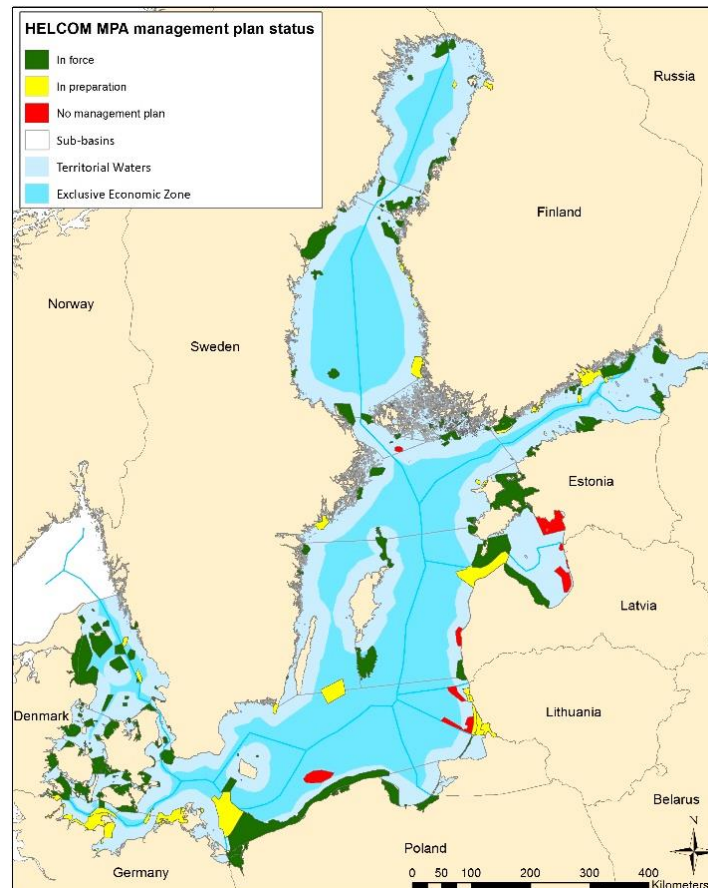 HELCOM MPA management plan status
In force
In preparation
No management plan
Sub-basins
Territorial Waters
Exclusive Economic Zone
Russia
Finland
Norway
Sweden
Estonia
Latvia
Denmark
Lithuania
Belarus
N
Poland
Germany
0 50 100 200 300 400
Kilometers